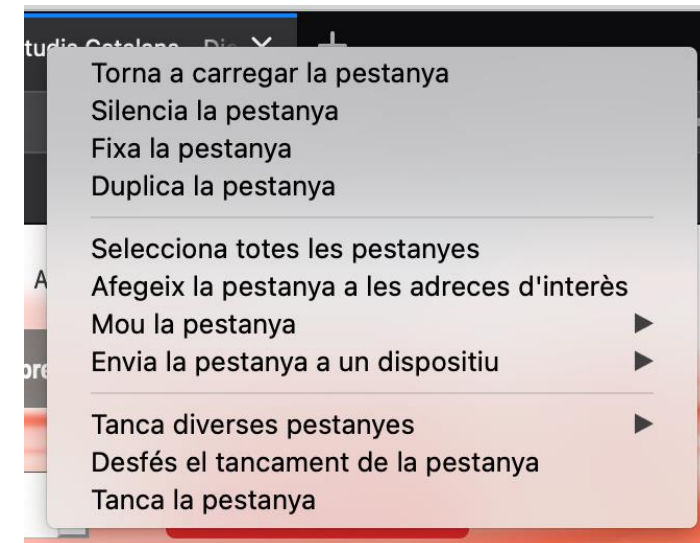 Torna a carregar la pestanya
Silencia la pestanya
Fixa la pestanya
Duplica la pestanya
Selecciona totes les pestanyes
Afegeix la pestanya a les adreces d'interès
Mou la pestanya
Envia la pestanya a un dispositiu
Tanca diverses pestanyes
Desfés el tancament de la pestanya
Tanca la pestanya